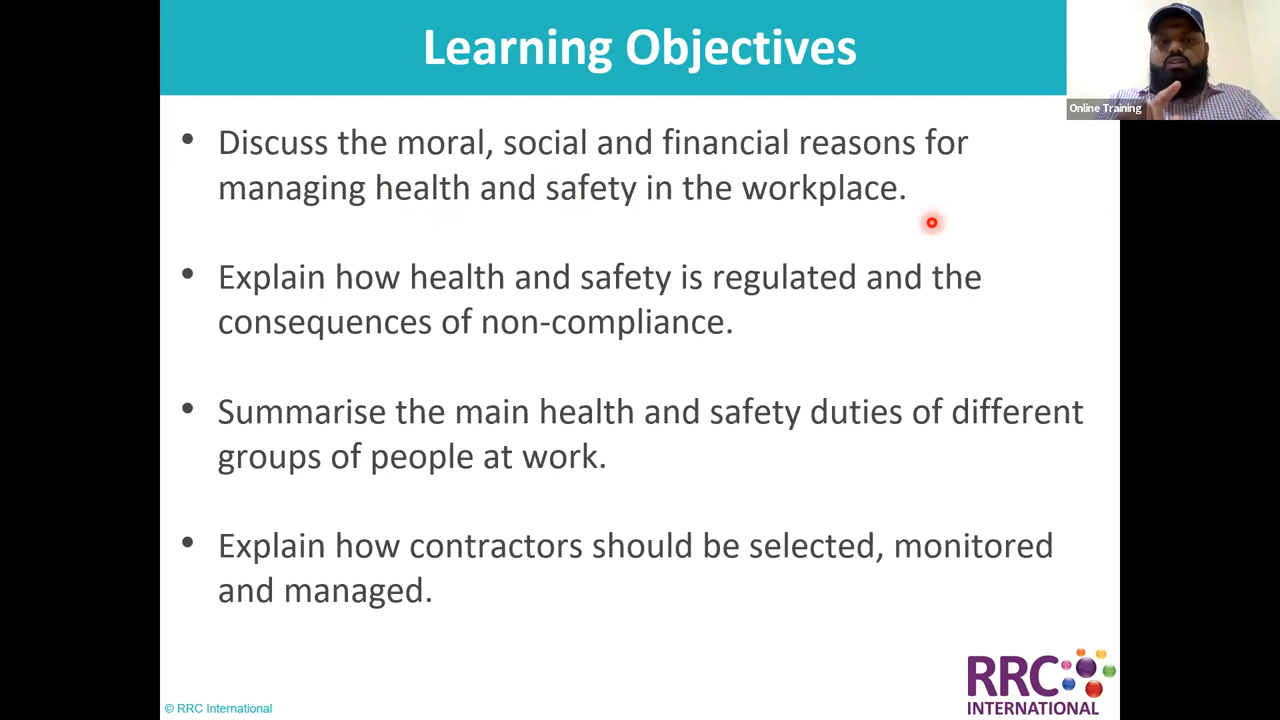 Learning Objectives
Online Training
• Discuss the moral, social and financial reasons for
managing health and safety in the workplace.
• Explain how health and safety is regulated and the
consequences of non-compliance.
• Summarise the main health and safety duties of different
groups of people at work.
• Explain how contractors should be selected, monitored
and managed.
RRC
INTERNATIONAL
© RRC International